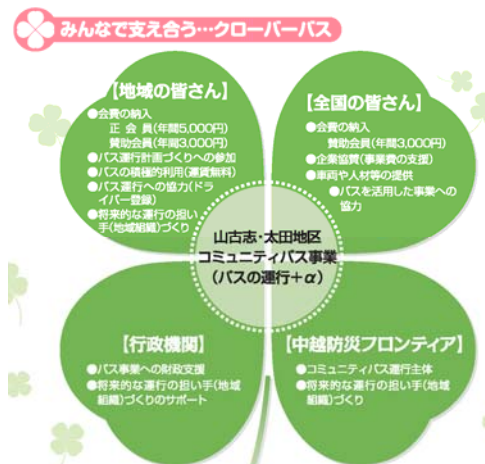 みんなで支え合う…クローバーバス
【地域の皆さん】
●会費の納入
正 会 員(年間5,000円)
賛助会員(年間3,000円)
●バス運行計画づくりへの参加
●バスの積極的利用(運賃無料)
●バス運行への協力(ドラ
イバー登録)
●将来的な運行の担い
手(地域組織)づくり
【全国の皆さん】
●会費の納入
賛助会員(年間3,000円)
●企業協賛(事業費の支援)
●車両や人材等の提供
●バスを活用した事業への
協力
山古志・太田地区
コミュニティバス事業
(バスの運行+α)
【行政機関】
●バス事業への財政支援
●将来的な運行の担い手(地域
組織)づくりのサポート
【中越防災フロンティア】
●コミュニティバス運行主体
●将来的な運行の担い手(地域
組織)づくり